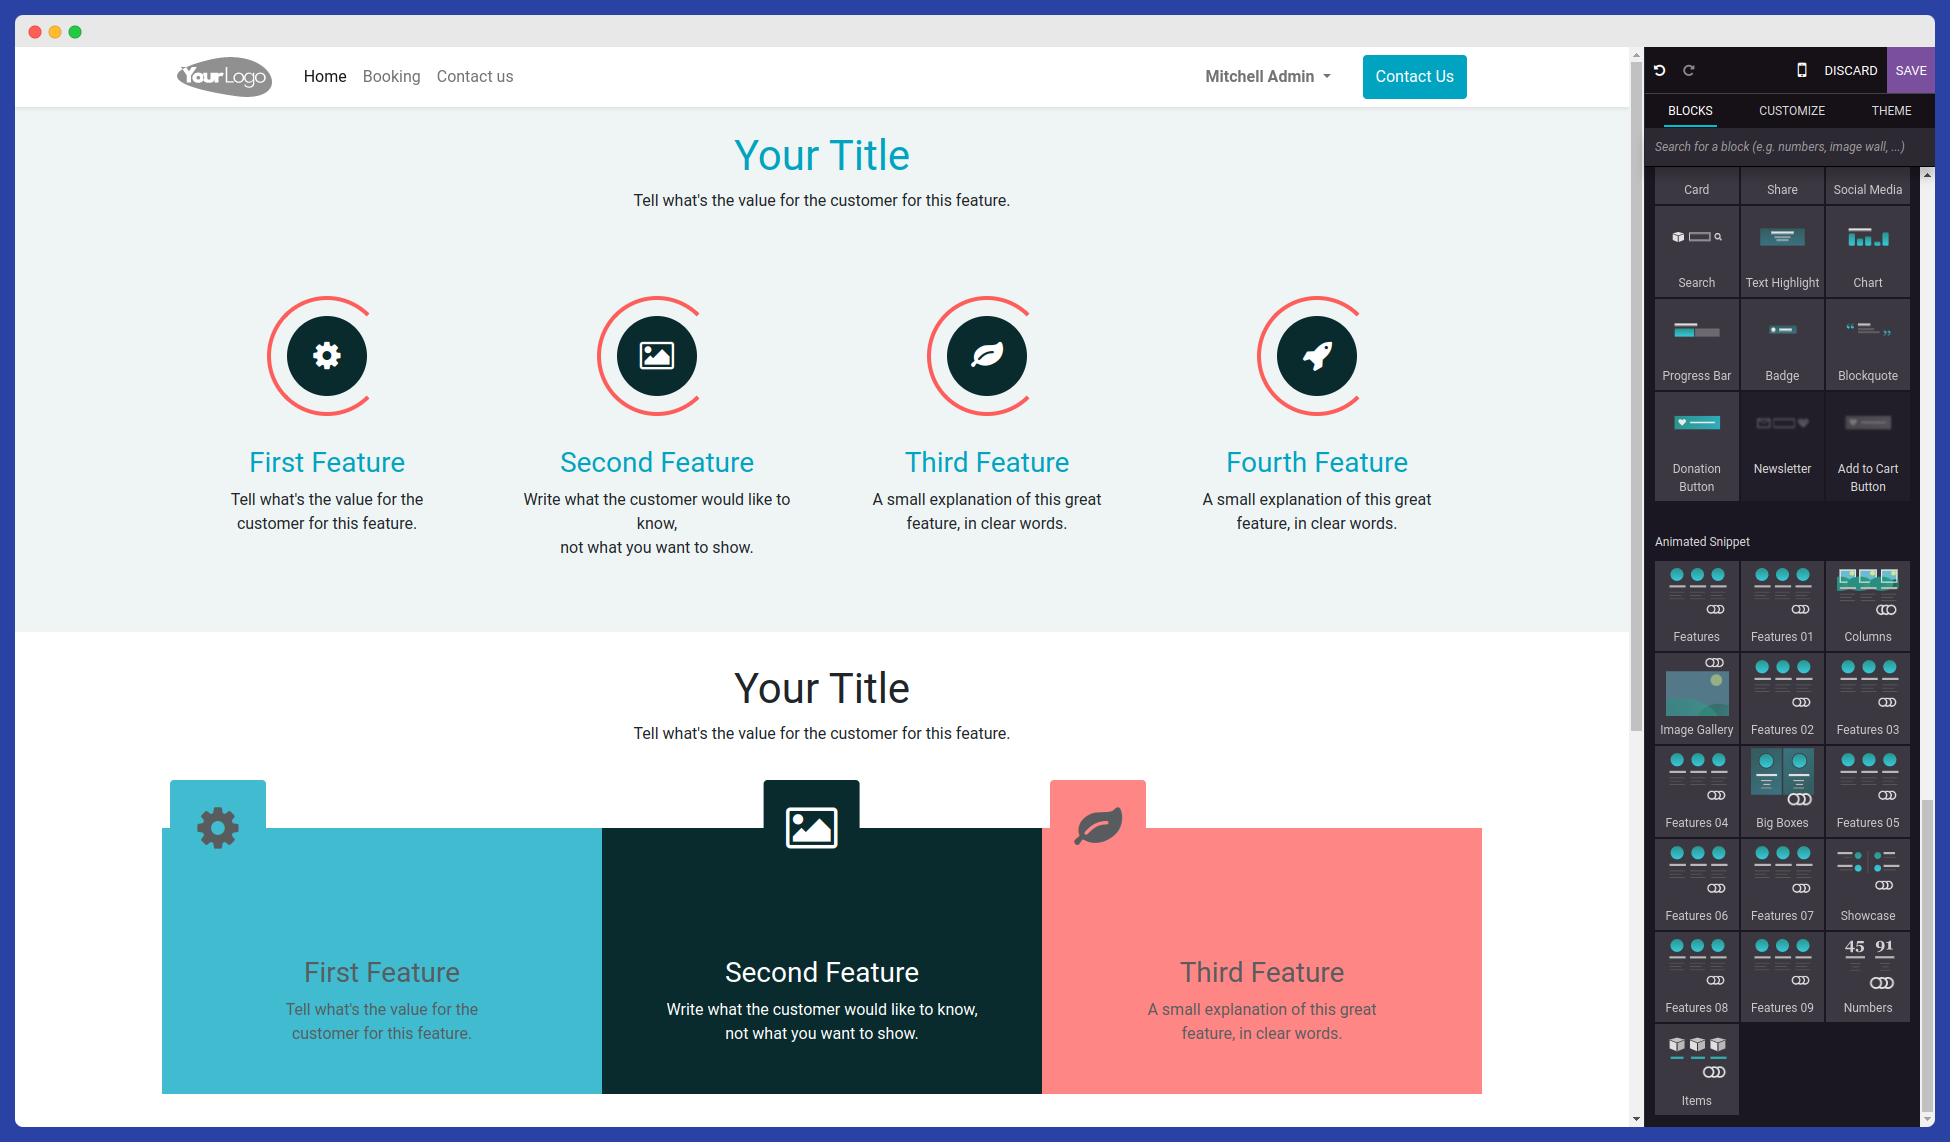 YourLogo
Home Booking Contact us
Mitchell Admin
Contact Us
DISCARD
SAVE
BLOCKS CUSTOMIZE THEME
Search for a block (e.g. numbers, image wall, ...)
Your Title
Tell what's the value for the customer for this feature.
First Feature
Tell what's the value for the
customer for this feature.
Second Feature
Write what the customer would like to
know,
not what you want to show.
Third Feature
A small explanation of this great
feature, in clear words.
Fourth Feature
A small explanation of this great
feature, in clear words.
Your Title
Tell what's the value for the customer for this feature.
First Feature
Tell what's the value for the
customer for this feature.
Second Feature
Write what the customer would like to know,
not what you want to show.
Third Feature
A small explanation of this great
feature, in clear words.
Card Share Social Media
Search Text Highlight Chart
Progress Bar Badge Blockquote
Donation
Button
Newsletter
Add to Cart
Button
Animated Snippet
Features Features 01 Columns
Image Gallery Features 02 Features 03
Features 04 Big Boxes Features 05
Features 06 Features 07 Showcase
45 91
Features 08 Features 09 Numbers
Items